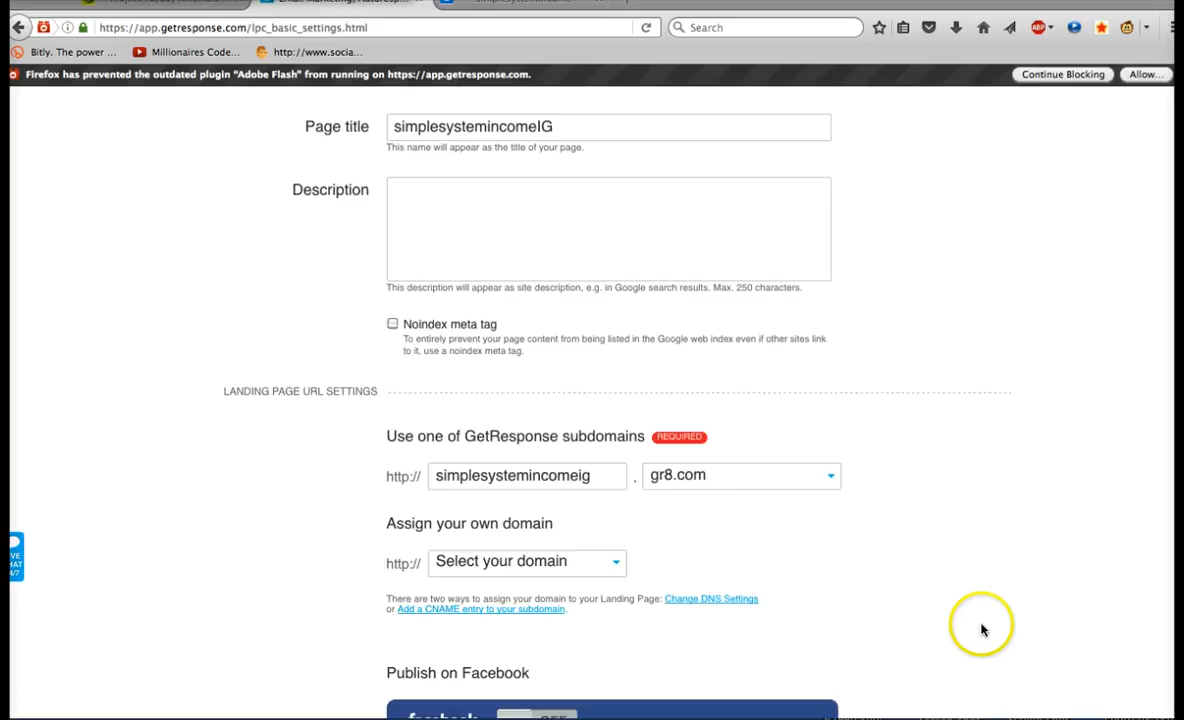 https://app.getresponse.com/lpc_basic_settings.html
Search
ABP
Bitly. The power ...
Millionaires Code...
http://www.socia...
Firefox has prevented the outdated plugin "Adobe Flash" from running on https://app.getresponse.com.
Continue Blocking
Allow...
Page title
simplesystemincomeIG
This name will appear as the title of your page.
Description
This description will appear as site description, e.g. in Google search results. Max. 250 characters.
Noindex meta tag
To entirely prevent your page content from being listed in the Google web index even if other sites link
to it, use a noindex meta tag.
LANDING PAGE URL SETTINGS
Use one of GetResponse subdomains REQUIRED
http:// simplesystemincomeig . gr8.com
Assign your own domain
http:// Select your domain
There are two ways to assign your domain to your Landing Page: Change DNS Settings
or Add a CNAME entry to your subdomain.
VE
HAT
4/7
Publish on Facebook
facebook OFF